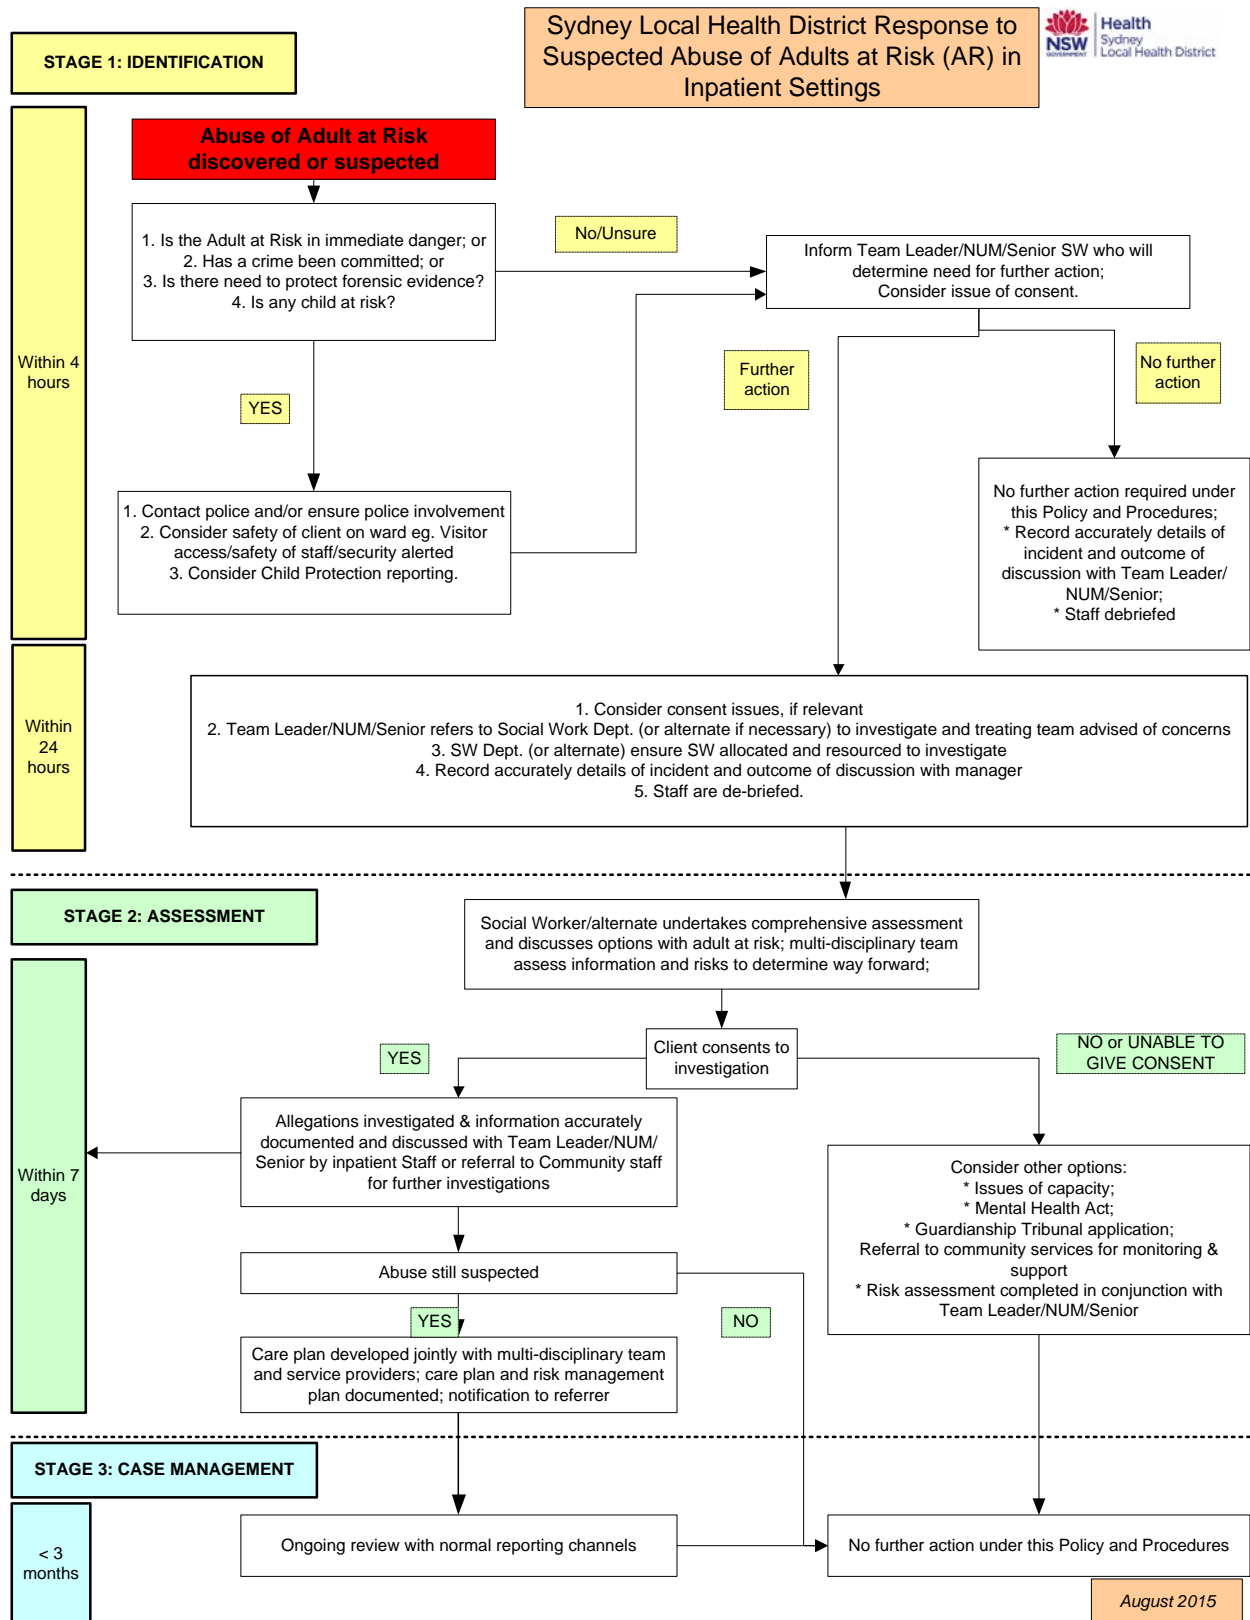 Sydney Local Health District Response to
Suspected Abuse of Adults at Risk (AR) in
Inpatient Settings
NSW
GOVERNMENT
Health
Sydney
Local Health District
STAGE 1: IDENTIFICATION
Within 4
hours
Abuse of Adult at Risk
discovered or suspected
1. Is the Adult at Risk in immediate danger; or
2. Has a crime been committed; or
3. Is there need to protect forensic evidence?
4. Is any child at risk?
No/Unsure
Inform Team Leader/NUM/Senior SW who will
determine need for further action;
Consider issue of consent.
YES
Further
action
No further
action
1. Contact police and/or ensure police involvement
2. Consider safety of client on ward eg. Visitor
access/safety of staff/security alerted
3. Consider Child Protection reporting.
No further action required under
this Policy and Procedures;
* Record accurately details of
incident and outcome of
discussion with Team Leader/
NUM/Senior;
* Staff debriefed
Within
24
hours
1. Consider consent issues, if relevant
2. Team Leader/NUM/Senior refers to Social Work Dept. (or alternate if necessary) to investigate and treating team advised of concerns
3. SW Dept. (or alternate) ensure SW allocated and resourced to investigate
4. Record accurately details of incident and outcome of discussion with manager
5. Staff are de-briefed.
STAGE 2: ASSESSMENT
Social Worker/alternate undertakes comprehensive assessment
and discusses options with adult at risk; multi-disciplinary team
assess information and risks to determine way forward;
Within 7
days
YES
Client consents to
investigation
NO or UNABLE TO
GIVE CONSENT
Allegations investigated & information accurately
documented and discussed with Team Leader/NUM/
Senior by inpatient Staff or referral to Community staff
for further investigations
Consider other options:
* Issues of capacity;
* Mental Health Act;
* Guardianship Tribunal application;
Referral to community services for monitoring &
support
* Risk assessment completed in conjunction with
Team Leader/NUM/Senior
Abuse still suspected
YES
NO
Care plan developed jointly with multi-disciplinary team
and service providers; care plan and risk management
plan documented; notification to referrer
STAGE 3: CASE MANAGEMENT
< 3
months
Ongoing review with normal reporting channels
No further action under this Policy and Procedures
August 2015